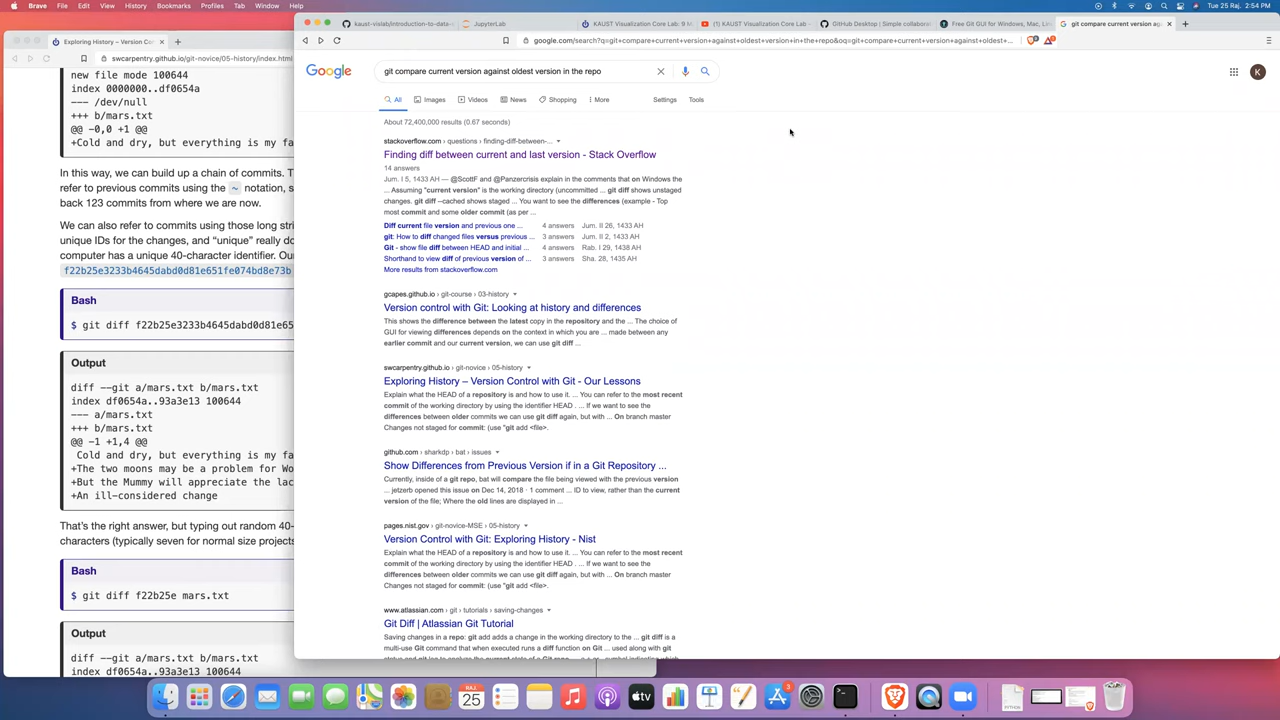 Brave File Edit View History Bookmarks Profiles Tab Window Help
Tue 25 Raj. 2:54 PM
Exploring History – Version Co
swcarpentry.github.io/git-novice/05-history/index.html
new file mode 100644
index 0000000..df0654a
--- /dev/null
+++ b/mars.txt
@@ -0,0 +1 @@
+Cold and dry, but everything is my fa
In this way, we can build up a chain of commits. T
refer to previous commits using the ~ notation, s
back 123 commits from where we are now.
We can also refer to commits using those long stri
unique IDs for the changes, and “unique” really do
computer has a unique 40-character identifier. Our
f22b25e3233b4645dabd0d81e651fe074bd8e73b
Bash
$ git diff f22b25e3233b4645dabd0d81e65
Output
diff --git a/mars.txt b/mars.txt
index df0654a..93a3e13 100644
--- a/mars.txt
+++ b/mars.txt
@@ -1 +1,4 @@
Cold and dry, but everything is my fa
+The two moons may be a problem for Wo
+But the Mummy will appreciate the lac
+An ill-considered change
That’s the right answer, but typing out random 40-
characters (typically seven for normal size projects
Bash
$ git diff f22b25e mars.txt
Output
diff --git a/mars.txt b/mars.txt
index df0654a..93a3e13 100644
kaust-vislab/introduction-to-data-
JupyterLab
KAUST Visualization Core Lab: 9 M
(1) KAUST Visualization Core Lab -
GitHub Desktop | Simple collabora
Free Git GUI for Windows, Mac, Lin
git compare current version aga
google.com/search?q=git+compare+current+version+against+oldest+version+in+the+repo&oq=git+compare+current+version+against+oldest+...
Google
git compare current version against oldest version in the repo
K
All Images Videos News Shopping More Settings Tools
About 72,400,000 results (0.67 seconds)
stackoverflow.com › questions › finding-diff-between-...
Finding diff between current and last version - Stack Overflow
14 answers
Jum. I 5, 1433 AH — @ScottF and @Panzercrisis explain in the comments that on Windows the
... Assuming "current version" is the working directory (uncommitted ... git diff shows unstaged
changes. git diff --cached shows staged ... You want to see the differences (example - Top
most commit and some older commit (as per ...
Diff current file version and previous one ... 4 answers Jum. II 26, 1433 AH
git: How to diff changed files versus previous ... 3 answers Jum. II 2, 1433 AH
Git - show file diff between HEAD and initial ... 4 answers Rab. I 29, 1438 AH
Shorthand to view diff of previous version of ... 3 answers Sha. 28, 1435 AH
More results from stackoverflow.com
gcapes.github.io › git-course › 03-history
Version control with Git: Looking at history and differences
This shows the difference between the latest copy in the repository and the ... The choice of
GUI for viewing differences depends on the context in which you are ... made between any
earlier commit and our current version, we can use git diff ...
swcarpentry.github.io › git-novice › 05-history
Exploring History – Version Control with Git - Our Lessons
Explain what the HEAD of a repository is and how to use it. ... You can refer to the most recent
commit of the working directory by using the identifier HEAD . ... If we want to see the
differences between older commits we can use git diff again, but with ... On branch master
Changes not staged for commit: (use "git add <file>.
github.com › sharkdp › bat › issues
Show Differences from Previous Version if in a Git Repository ...
Currently, inside of a git repo, bat will compare the file being viewed with the previous version
... jetzerb opened this issue on Dec 14, 2018 · 1 comment ... ID to view, rather than the current
version of the file; Where the old lines are displayed in ...
pages.nist.gov › git-novice-MSE › 05-history
Version Control with Git: Exploring History - Nist
Explain what the HEAD of a repository is and how to use it. ... You can refer to the most recent
commit of the working directory by using the identifier HEAD . ... If we want to see the
differences between older commits we can use git diff again, but with ... On branch master
Changes not staged for commit: (use "git add <file>.
www.atlassian.com › git › tutorials › saving-changes
Git Diff | Atlassian Git Tutorial
Saving changes in a repo: git add adds a change in the working directory to the ... git diff is a
multi-use Git command that when executed runs a diff function on Git ... used along with git
RAJ.
25
tv
3
PYTHON